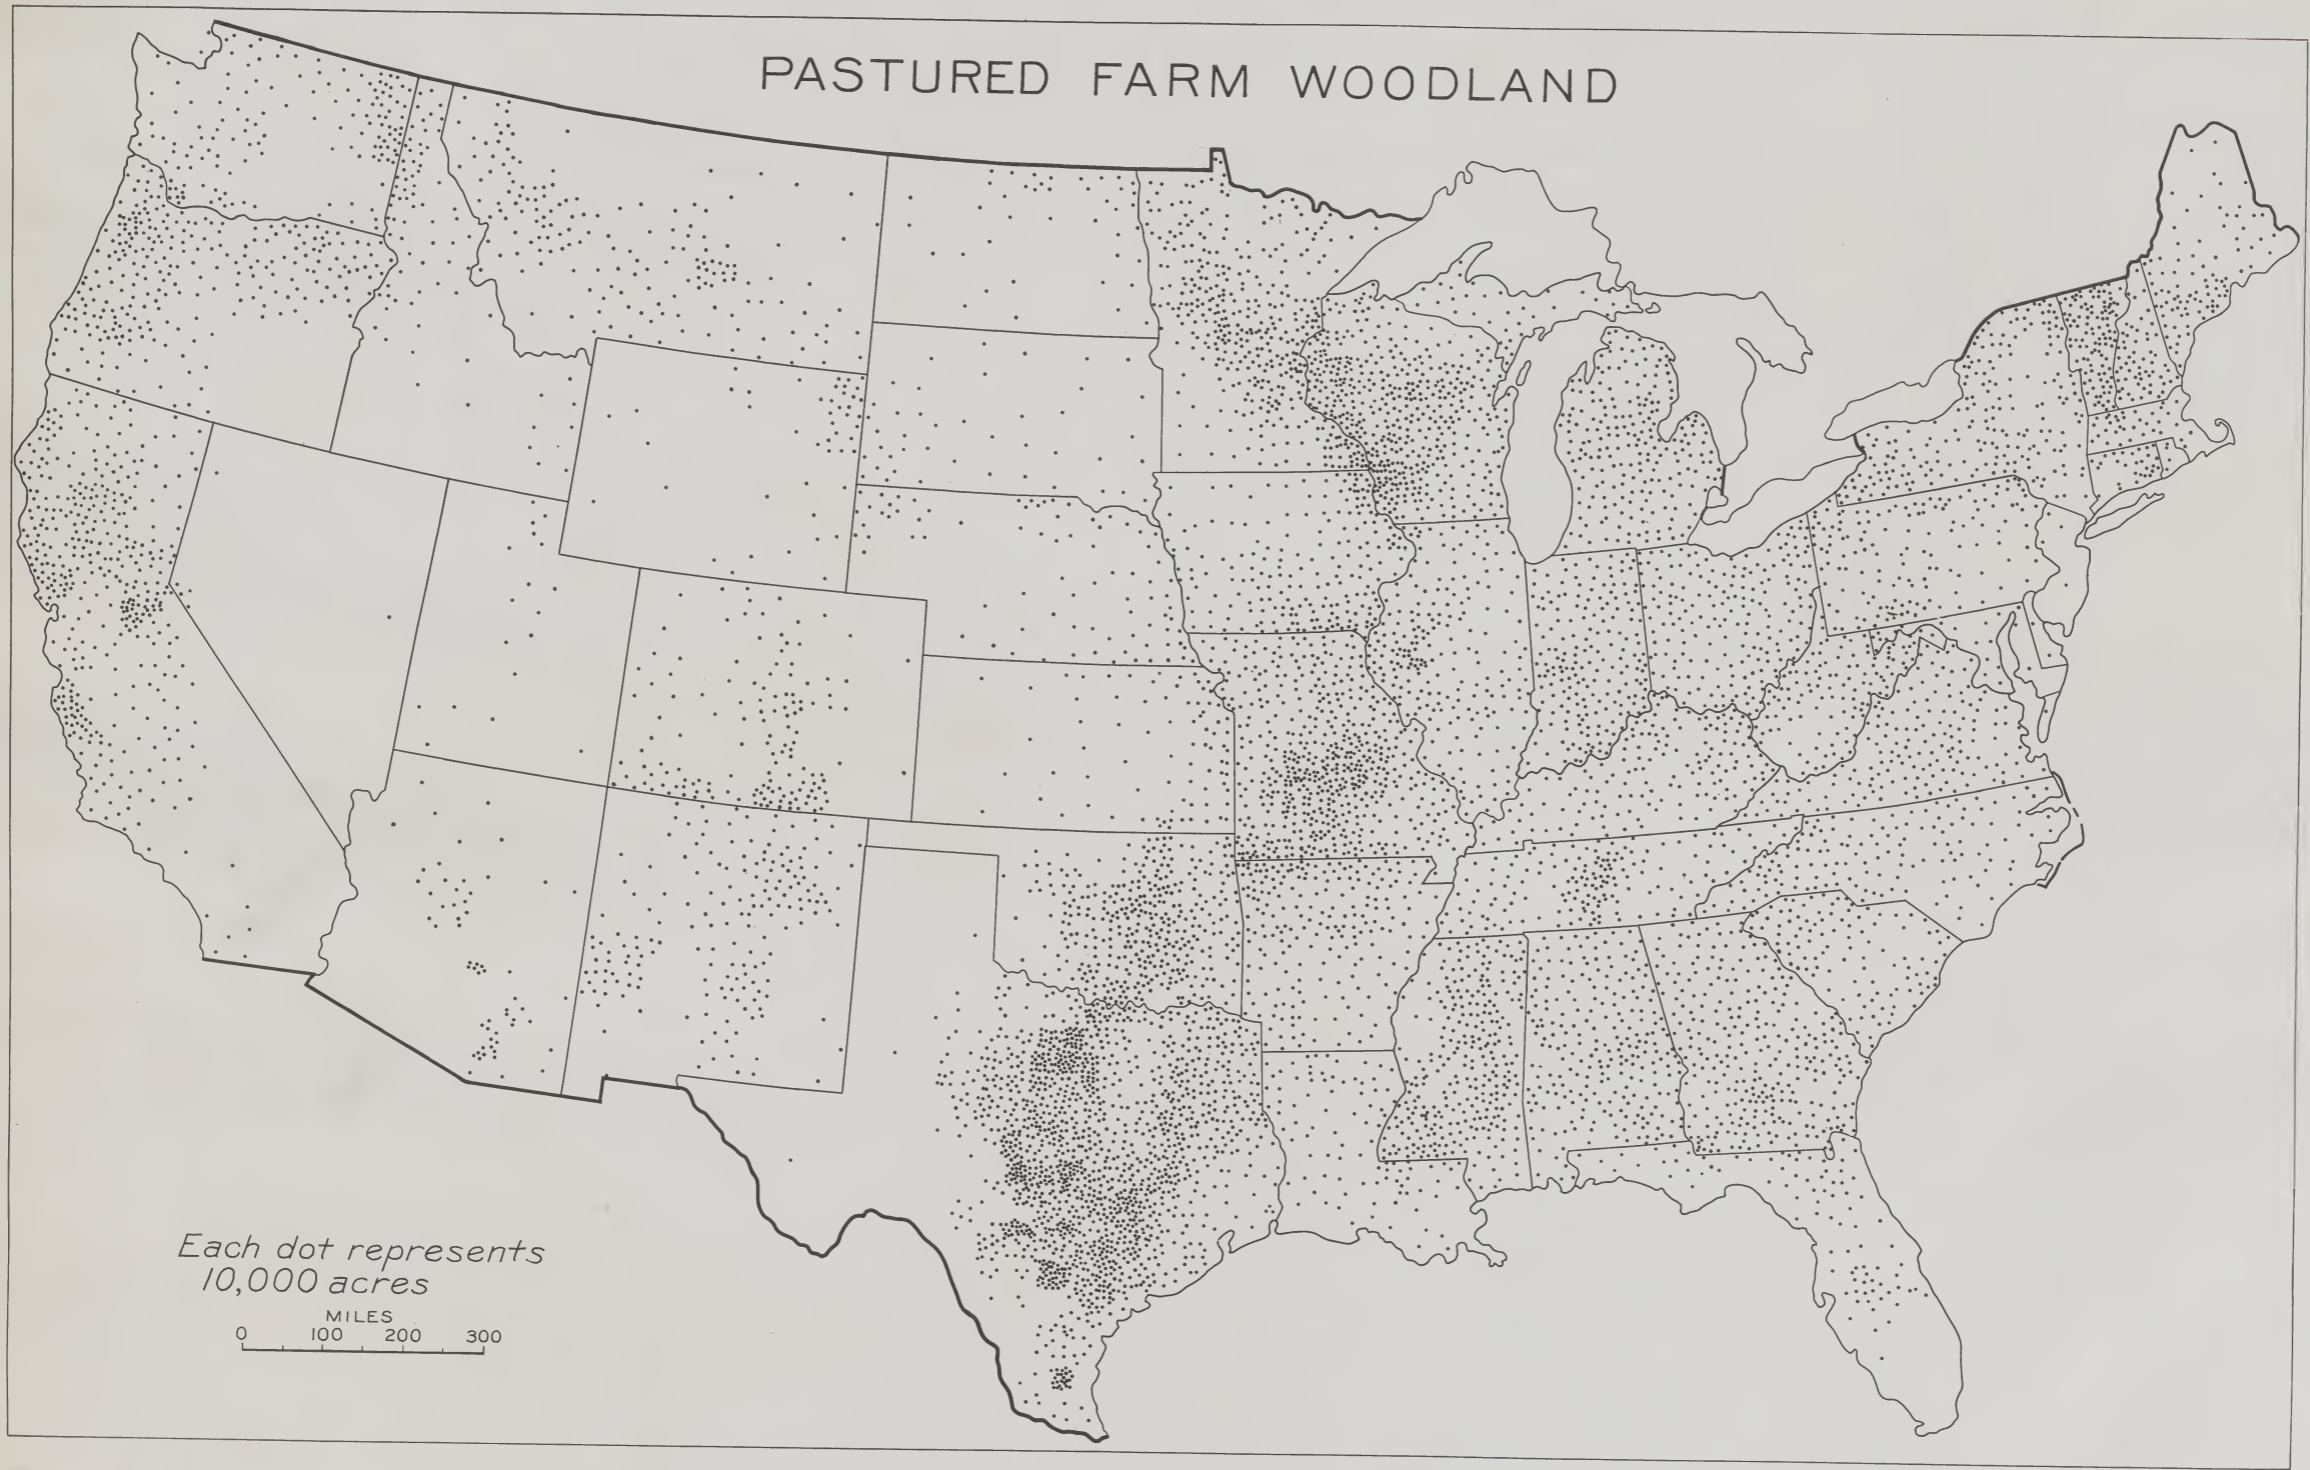 PASTURED FARM WOODLAND
Each dot represents
10,000 acres
MILES
0 100 200 300